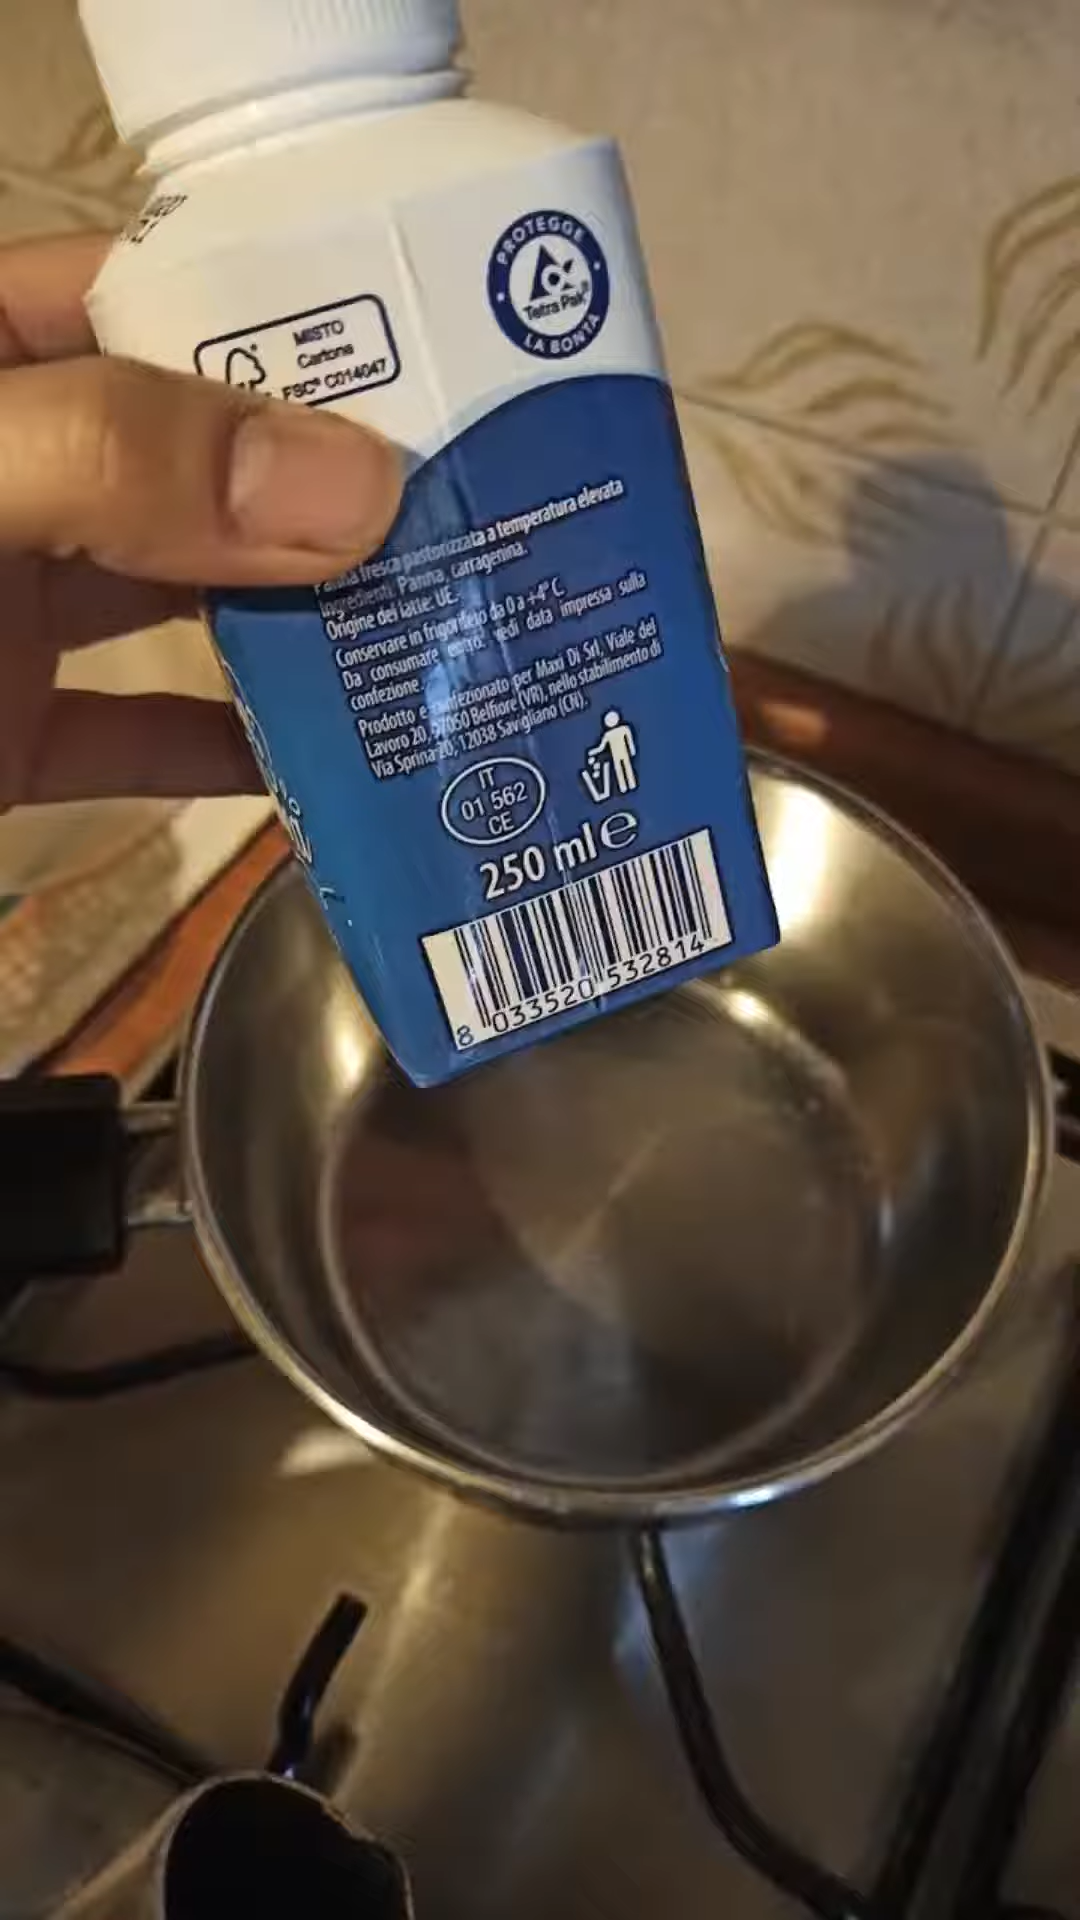 PROTEGGE
Tetra Pak®
LA BONTÀ
MISTO
Cartone
FSC® C014047
Panna fresca pastorizzata a temperatura elevata
Ingredienti: Panna, carragenina.
Origine del latte: UE.
Conservare in frigorifero da 0 a +4° C.
Da consumare entro: vedi data impressa sulla
confezione.
Prodotto e confezionato per Maxi Di Srl, Viale del
Lavoro 20, 37050 Belfiore (VR), nello stabilimento di
Via Sprina 20, 12038 Savigliano (CN).
IT
01 562
CE
250 ml e
8 033520 532814